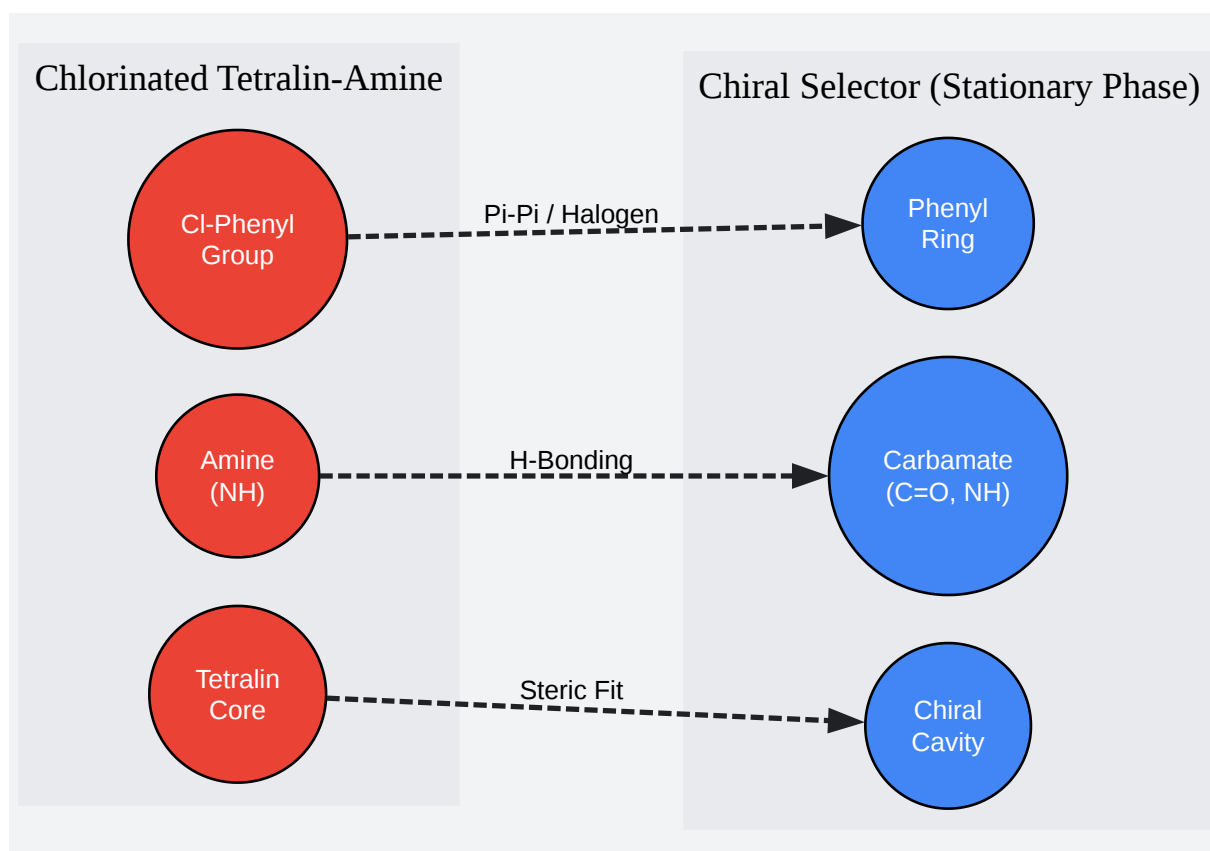 Chlorinated Tetralin-Amine
Chiral Selector (Stationary Phase)
Cl-Phenyl
Group
Pi-Pi / Halogen
Phenyl
Ring
Amine
(NH)
H-Bonding
Carbamate
(C=O, NH)
Tetralin
Core
Steric Fit
Chiral
Cavity